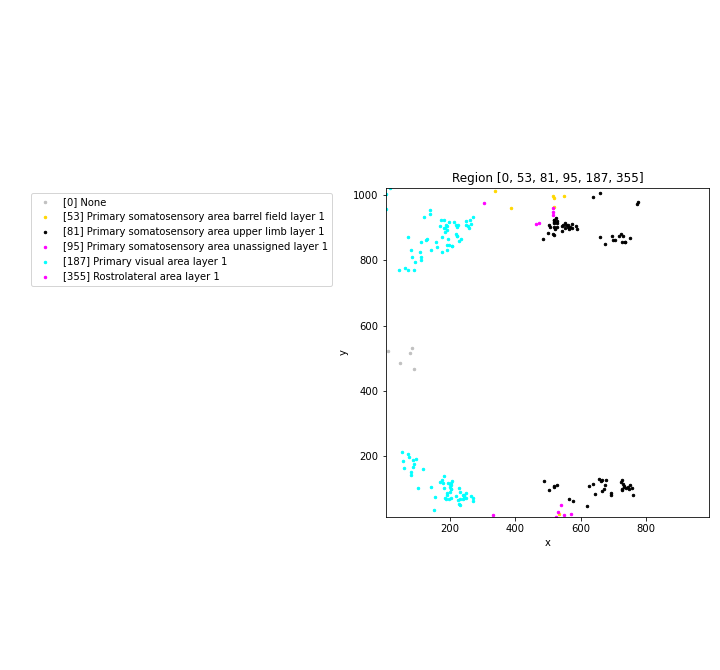 Region [0, 53, 81, 95, 187, 355]
[0] None
[53] Primary somatosensory area barrel field layer 1
[81] Primary somatosensory area upper limb layer 1
[95] Primary somatosensory area unassigned layer 1
[187] Primary visual area layer 1
[355] Rostrolateral area layer 1
1000
800
600
400
200
y
200
400
600
800
x